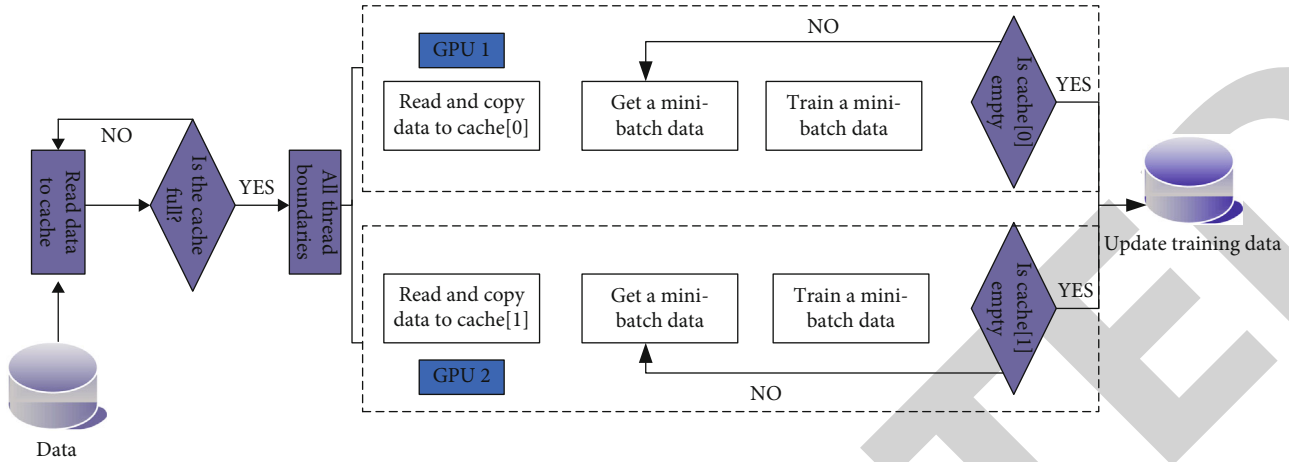 Data
Read data
to cache
NO
Is the cache
full?
YES
All thread
boundaries
GPU 1
Read and copy
data to cache[0]
Get a mini-
batch data
Train a mini-
batch data
NO
Is cache[0]
empty
YES
Read and copy
data to cache[1]
Get a mini-
batch data
Train a mini-
batch data
Is cache[1]
empty
YES
GPU 2
NO
Update training data